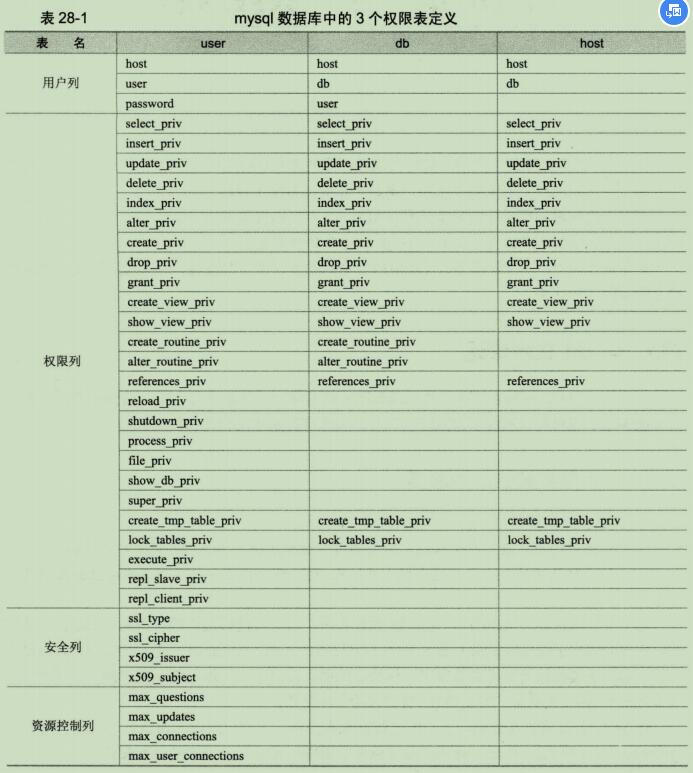 表 28-1 mysql 数据库中的 3 个权限表定义
表 名 user db host
用户列 host host host
user db db
password user
权限列 select_priv select_priv select_priv
insert_priv insert_priv insert_priv
update_priv update_priv update_priv
delete_priv delete_priv delete_priv
index_priv index_priv index_priv
alter_priv alter_priv alter_priv
create_priv create_priv create_priv
drop_priv drop_priv drop_priv
grant_priv grant_priv grant_priv
create_view_priv create_view_priv create_view_priv
show_view_priv show_view_priv show_view_priv
create_routine_priv create_routine_priv
alter_routine_priv alter_routine_priv
references_priv references_priv references_priv
reload_priv
shutdown_priv
process_priv
file_priv
show_db_priv
super_priv
create_tmp_table_priv create_tmp_table_priv create_tmp_table_priv
lock_tables_priv lock_tables_priv lock_tables_priv
execute_priv
repl_slave_priv
repl_client_priv
安全列 ssl_type
ssl_cipher
x509_issuer
x509_subject
资源控制列 max_questions
max_updates
max_connections
max_user_connections